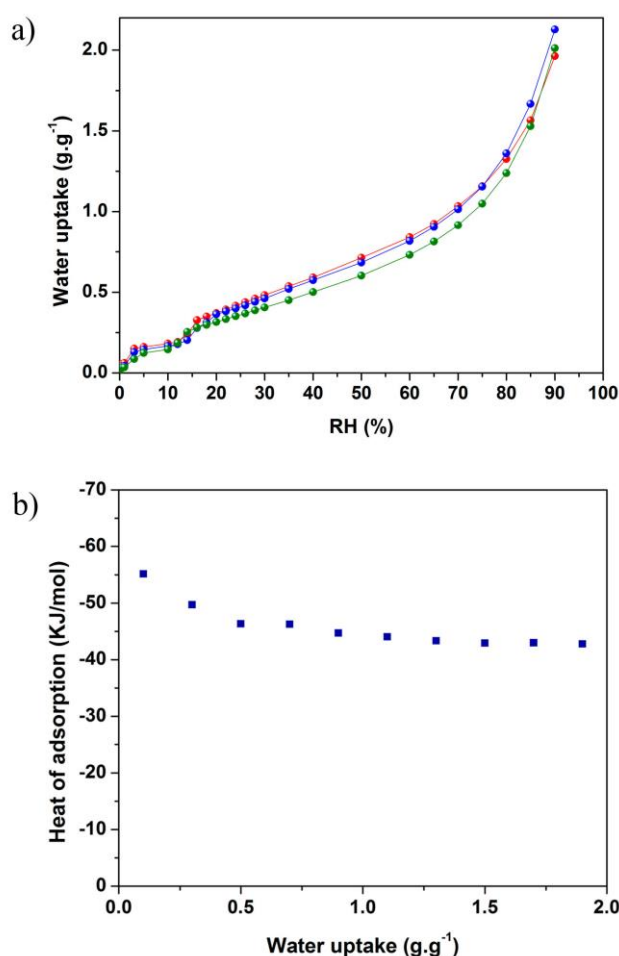 a)
2.0
1.5
1.0
0.5
0.0
Water uptake (g.g⁻¹)
0 10 20 30 40 50 60 70 80 90 100
RH (%)
b)
-70
-60
-50
-40
-30
-20
-10
0
Heat of adsorption (KJ/mol)
0.0 0.5 1.0 1.5 2.0
Water uptake (g.g⁻¹)